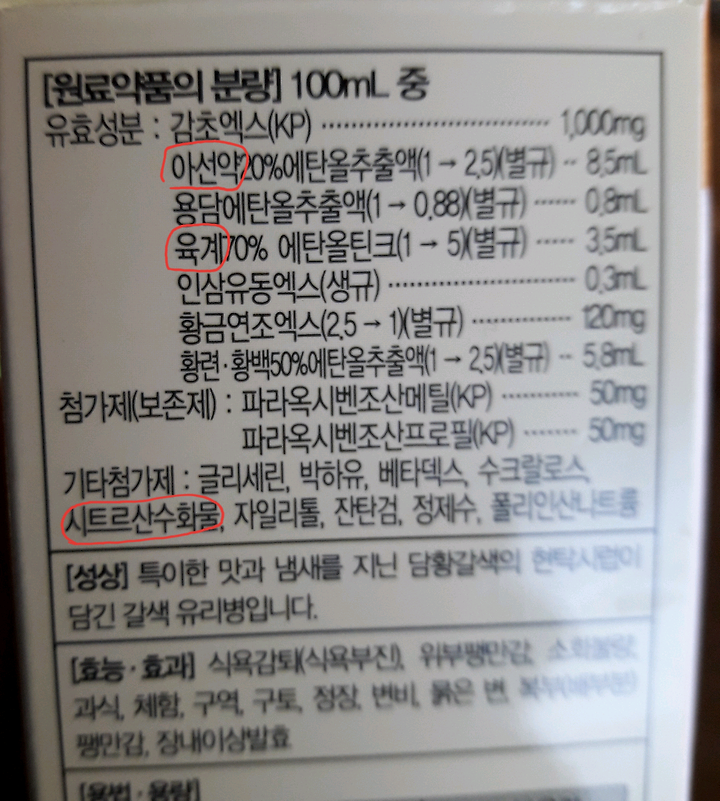 [원료약품의 분량] 100mL 중
유효성분 : 감초엑스(KP) ······························ 1,000mg
아선약20%에탄올추출액(1 → 2.5)(별규) ·· 8.5mL
용담에탄올추출액(1 → 0.88)(별규) ······ 0.8mL
육계70% 에탄올틴크(1 → 5)(별규) ····· 3.5mL
인삼유동엑스(생규) ······················ 0.3mL
황금연조엑스(2.5 → 1)(별규) ············· 120mg
황련·황백50%에탄올추출액(1 → 2.5)(별규) ·· 5.8mL
첨가제(보존제) : 파라옥시벤조산메틸(KP) ··········· 50mg
파라옥시벤조산프로필(KP) ······· 50mg
기타첨가제 : 글리세린, 박하유, 베타덱스, 수크랄로스,
시트르산수화물, 자일리톨, 잔탄검, 정제수, 폴리인산나트륨
[성상] 특이한 맛과 냄새를 지닌 담황갈색의 현탁시럽이
담긴 갈색 유리병입니다.
[효능·효과] 식욕감퇴(식욕부진), 위부팽만감, 소화불량,
과식, 체함, 구역, 구토, 정장, 변비, 묽은 변, 복부(배부분)
팽만감, 장내이상발효
[용법·용량]